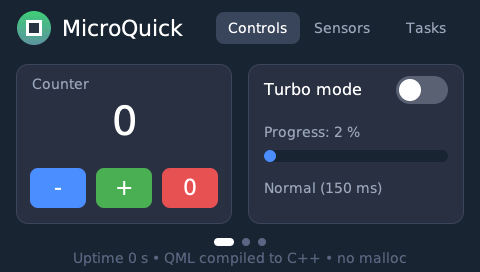 MicroQuick
Controls
Sensors
Tasks
Counter
0
-
+
0
Turbo mode
Progress: 2 %
Normal (150 ms)
Uptime 0 s • QML compiled to C++ • no malloc